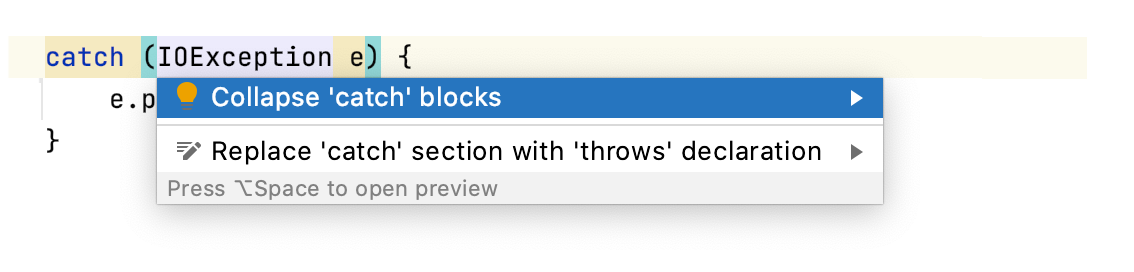 catch (IOException e) {
e.p
Collapse 'catch' blocks
}
Replace 'catch' section with 'throws' declaration
Press ⌥Space to open preview